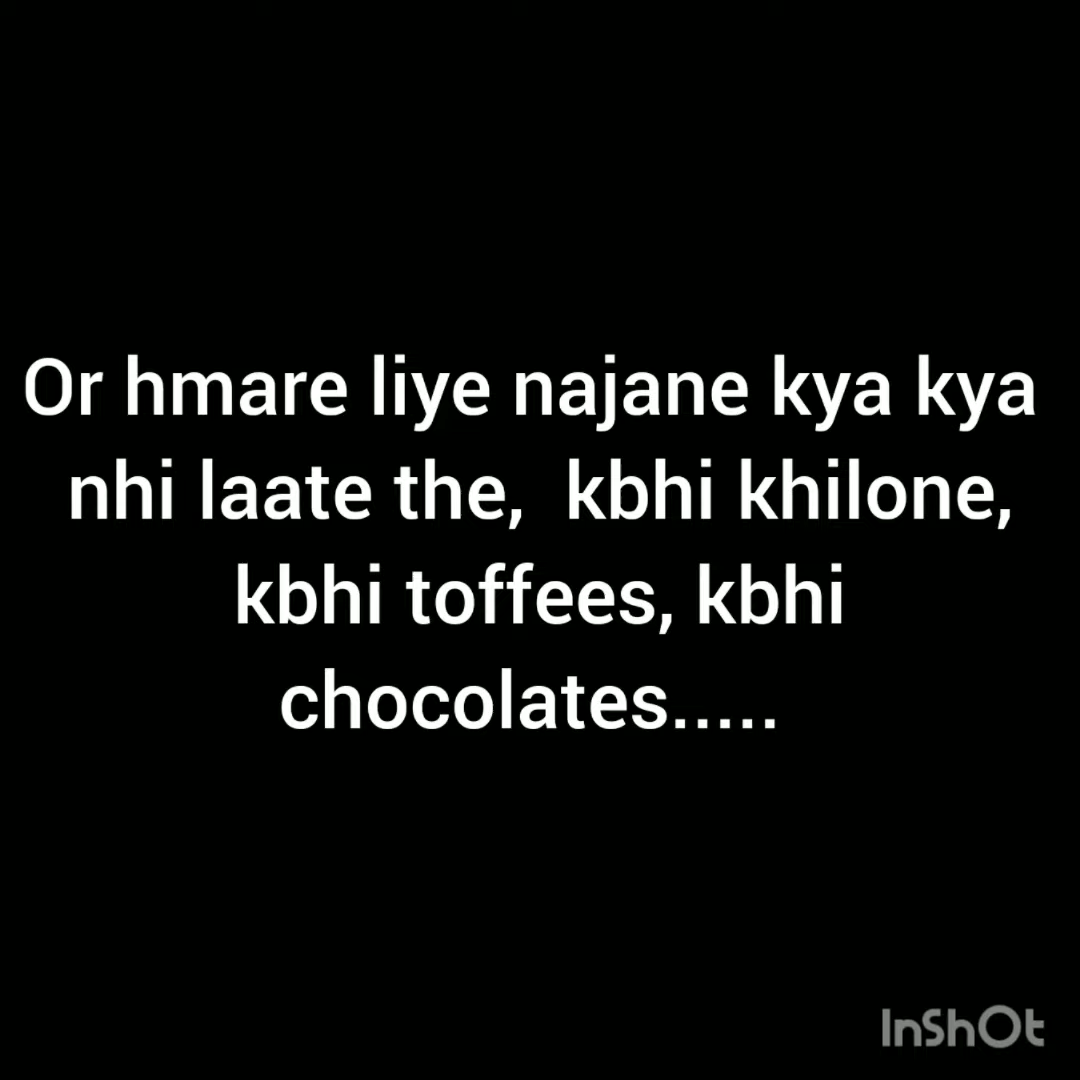 Or hmare liye najane kya kya
nhi laate the,  kbhi khilone,
kbhi toffees, kbhi
chocolates.....
InShOt